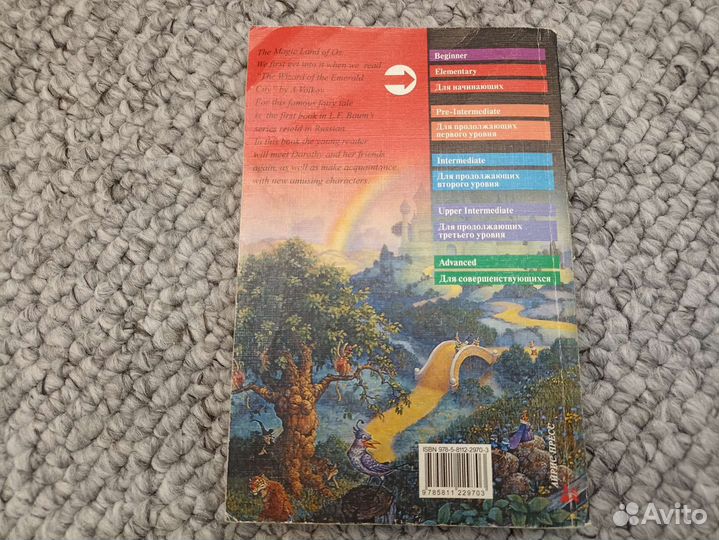 The Magic Land of Oz
We first get into it when we read
"The Wizard of the Emerald
City" by A.Volkov.
For this famous fairy tale
is the first book in L.F. Baum's
series retold in Russian.
In this book the young reader
will meet Dorothy and her friends
again, as well as make acquaintance
with new amusing characters.
Beginner
Elementary
Для начинающих
Pre-Intermediate
Для продолжающих
первого уровня
Intermediate
Для продолжающих
второго уровня
Upper Intermediate
Для продолжающих
третьего уровня
Advanced
Для совершенствующихся
ISBN 978-5-8112-2970-3
9785811 229703
АЙРИС ПРЕСС
Avito